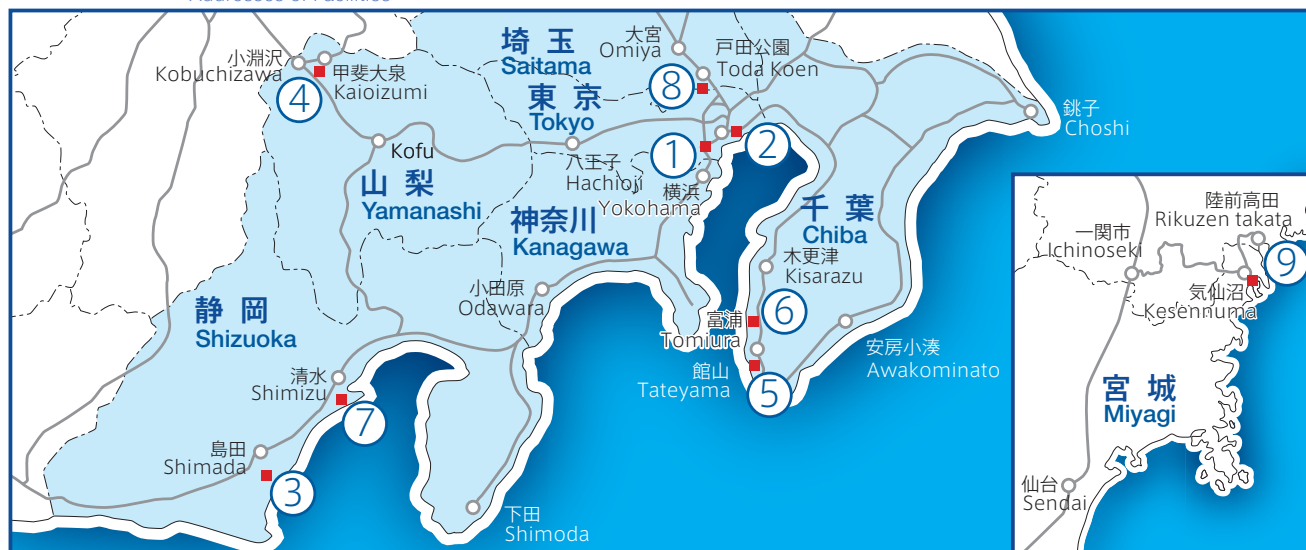 Addresses of Facilities
小淵沢
Kobuchizawa
甲斐大泉
Kaioizumi
④
埼 玉
Saitama
大宮
Omiya
戸田公園
Toda Koen
⑧
東 京
Tokyo
銚子
Choshi
Kofu
八王子
Hachioji
①
②
山 梨
Yamanashi
横浜
Yokohama
神奈川
Kanagawa
千 葉
Chiba
木更津
Kisarazu
小田原
Odawara
⑥
富浦
Tomiura
静 岡
Shizuoka
館山
Tateyama
⑤
安房小湊
Awakominato
清水
Shimizu
⑦
島田
Shimada
③
下田
Shimoda
陸前高田
Rikuzen takata
一関市
Ichinoseki
⑨
気仙沼
Kesennuma
宮 城
Miyagi
仙台
Sendai